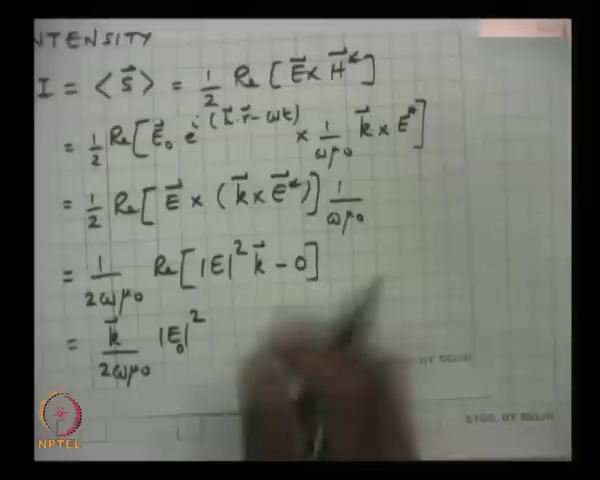 NTENSITY
I = ⟨S⃗⟩ = 1/2 Re [E⃗ × H⃗*]
= 1/2 Re [E⃗₀ e^{i(k⃗·r⃗ - ωt)} × 1/(ωμ₀) k⃗ × E*]
= 1/2 Re [E⃗ × (k⃗ × E⃗*)] 1/(ωμ₀)
= 1/(2ωμ₀) Re [|E|² k⃗ - 0]
= k⃗/(2ωμ₀) |E₀|²
NPTEL